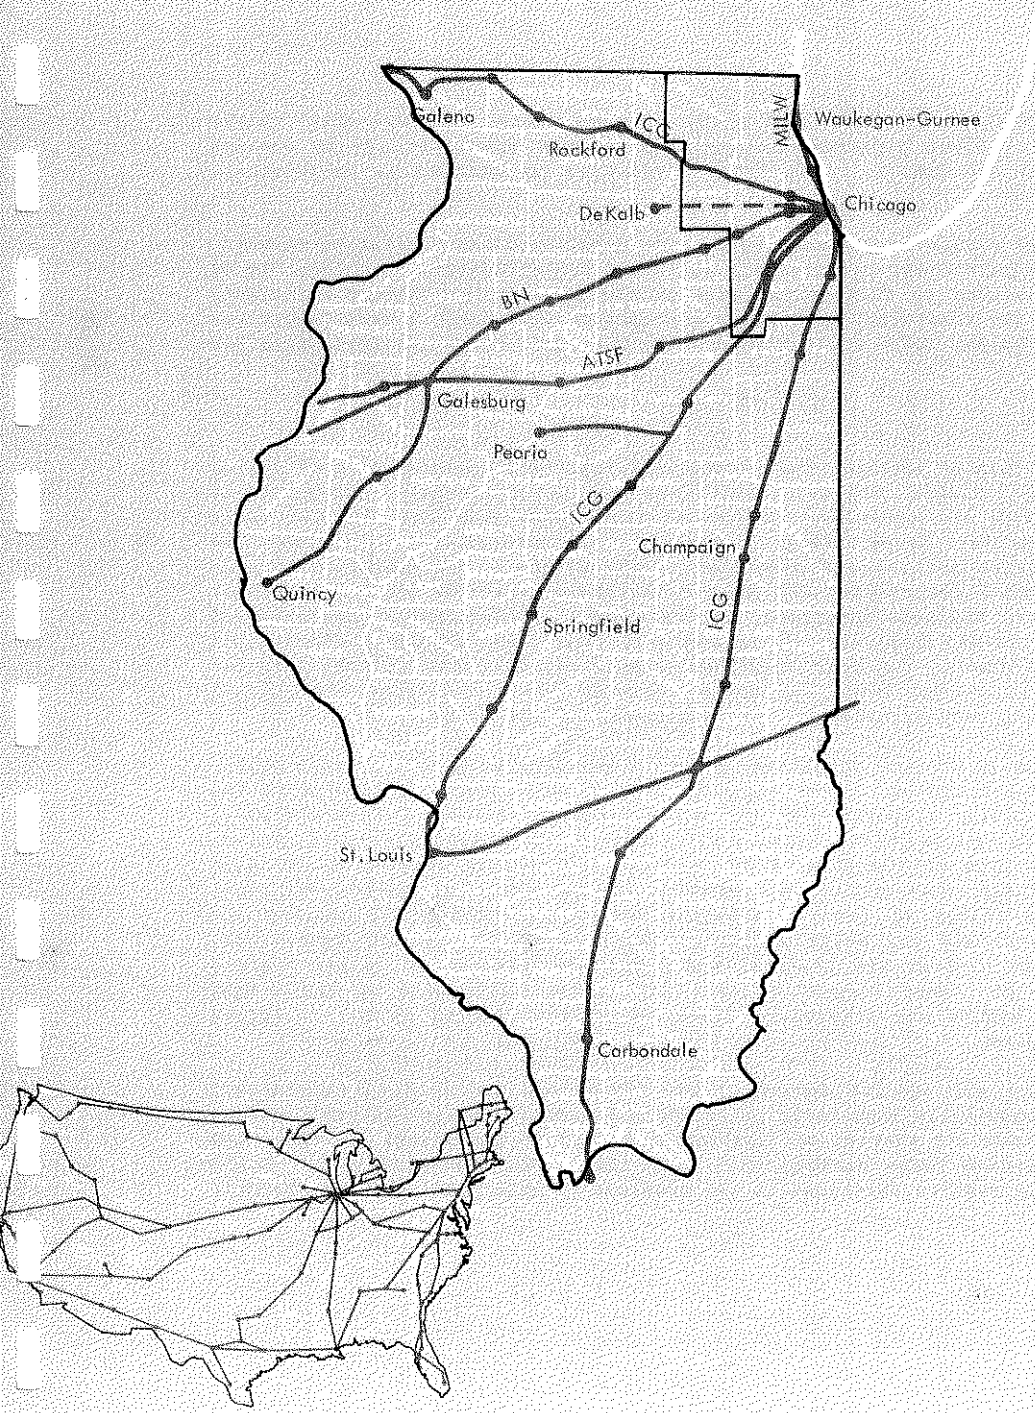 Galena
ICG
Rockford
MILW
Waukegan-Gurnee
DeKalb
Chicago
BN
ATSF
Galesburg
Peoria
ICG
Champaign
Quincy
ICG
Springfield
St. Louis
Carbondale